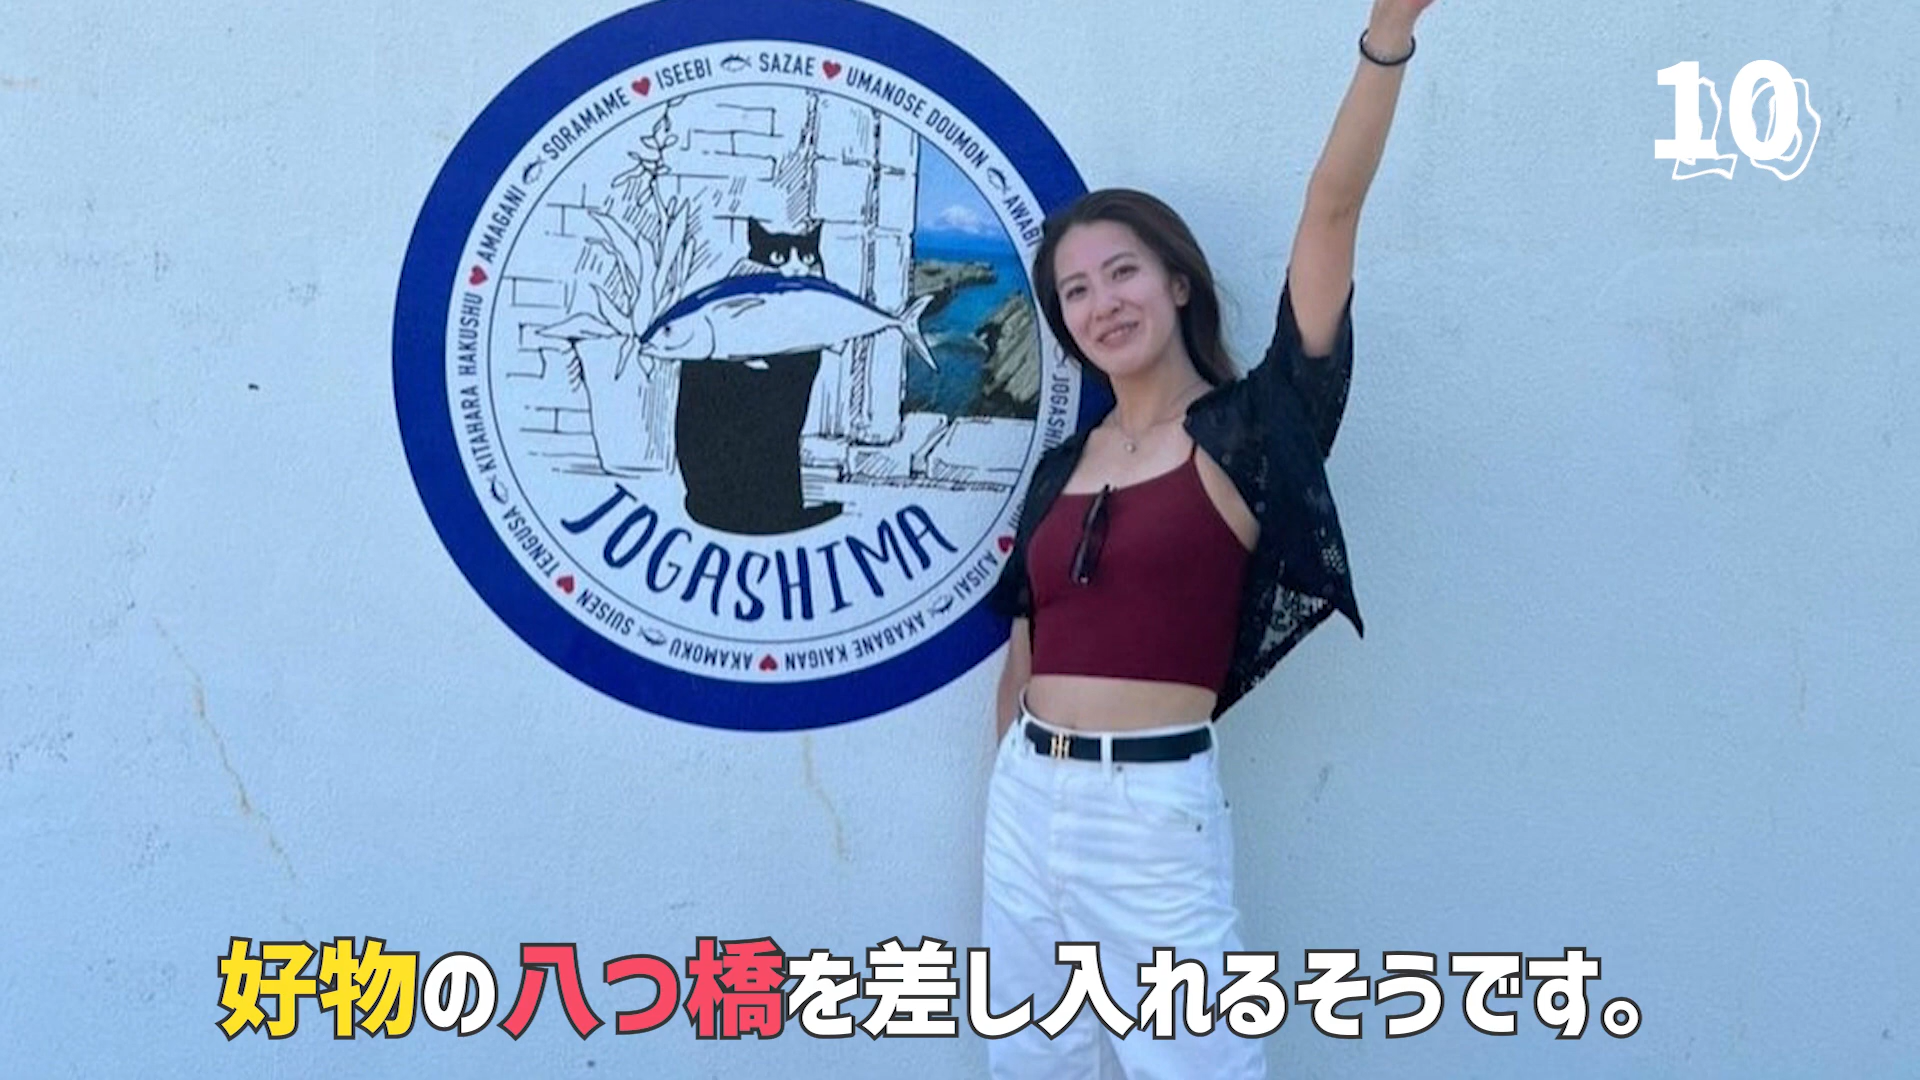 10
SORAMAME ♥ ISEEBI SAZAE ♥ UMANOSE DOUMON AWABI
JOGASHI
♥ AJISAI AKABANE KAIGAN ♥ AKAMOKU SUISEN ♥ TENGUSA KITAHARA HAKUSHU ♥ AMAGANI
JOGASHIMA
好物の八つ橋を差し入れるそうです。